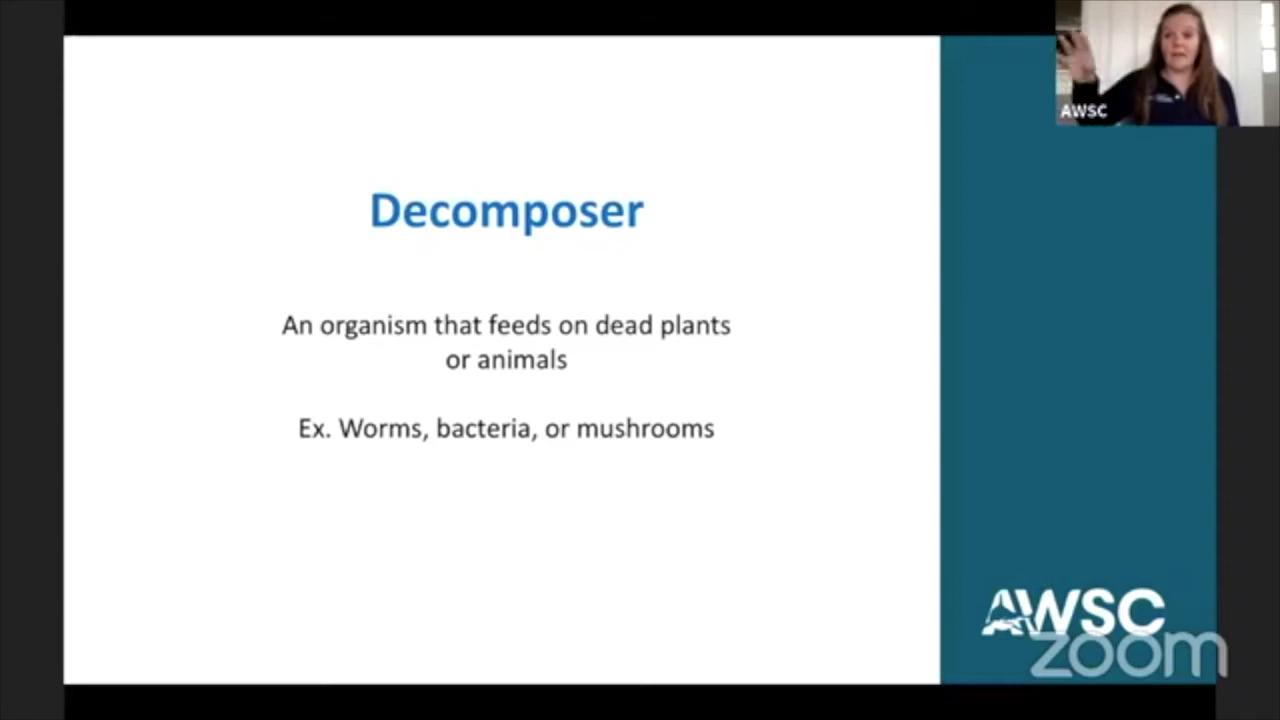 AWSC
Decomposer
An organism that feeds on dead plants
or animals
Ex. Worms, bacteria, or mushrooms
AWSC
zoom